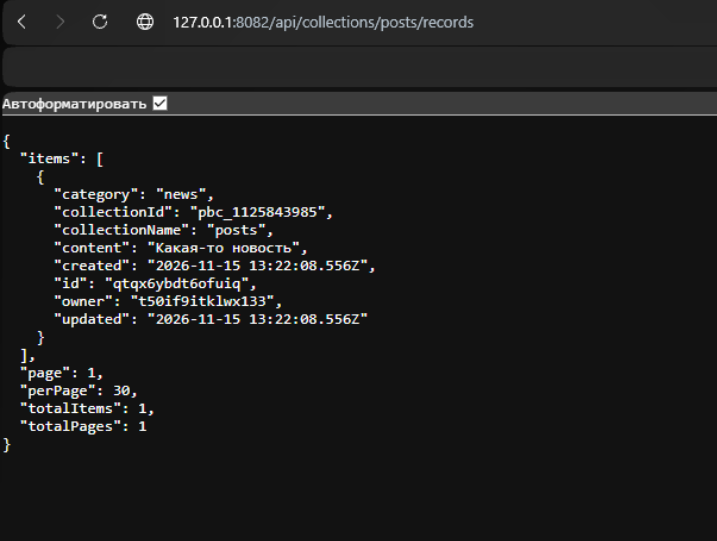 127.0.0.1:8082/api/collections/posts/records
Автоформатировать
{
  "items": [
    {
      "category": "news",
      "collectionId": "pbc_1125843985",
      "collectionName": "posts",
      "content": "Какая-то новость",
      "created": "2026-11-15 13:22:08.556Z",
      "id": "qtqx6ybdt6ofuiq",
      "owner": "t50if9itklwx133",
      "updated": "2026-11-15 13:22:08.556Z"
    }
  ],
  "page": 1,
  "perPage": 30,
  "totalItems": 1,
  "totalPages": 1
}